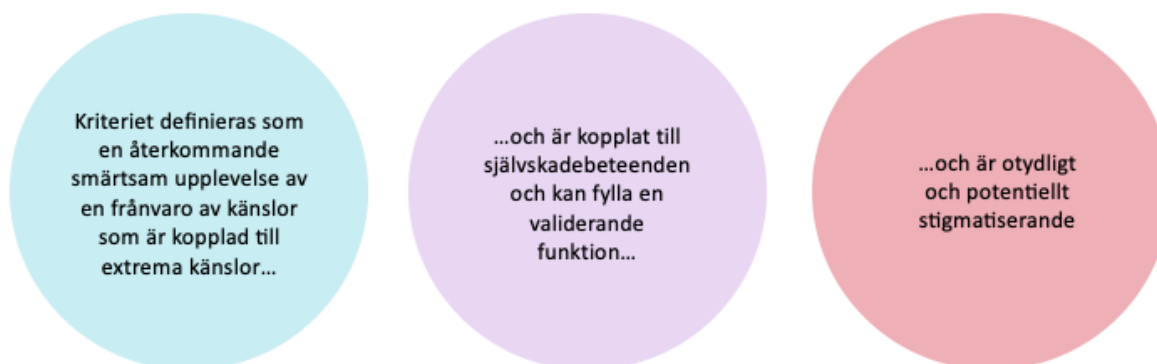 Kriteriet definieras som
en återkommande
smärtsam upplevelse av
en frånvaro av känslor
som är kopplad till
extrema känslor…
…och är kopplat till
självskadebeteenden
och kan fylla en
validerande
funktion…
…och är otydligt
och potentiellt
stigmatiserande